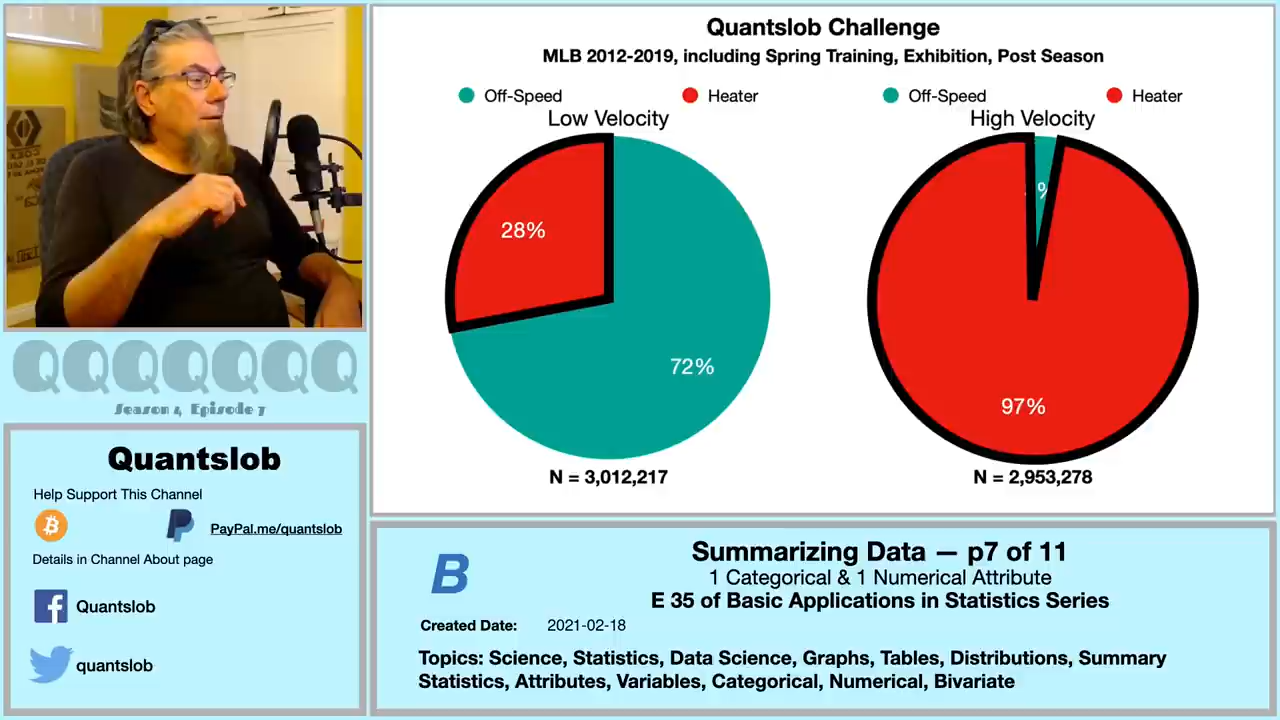 Quantslob Challenge
MLB 2012-2019, including Spring Training, Exhibition, Post Season
Off-Speed Heater Off-Speed Heater
Low Velocity High Velocity
28% 72%
% 97%
N = 3,012,217 N = 2,953,278
QQQQQQQ
Season 4, Episode 7
Quantslob
Help Support This Channel
PayPal.me/quantslob
Details in Channel About page
Quantslob
quantslob
B
Summarizing Data — p7 of 11
1 Categorical & 1 Numerical Attribute
E 35 of Basic Applications in Statistics Series
Created Date: 2021-02-18
Topics: Science, Statistics, Data Science, Graphs, Tables, Distributions, Summary
Statistics, Attributes, Variables, Categorical, Numerical, Bivariate